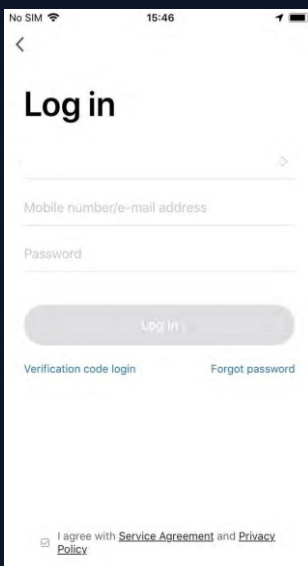 No SIM 15:46
Log in
Mobile number/e-mail address
Password
Log in
Verification code login Forgot password
I agree with Service Agreement and Privacy
Policy